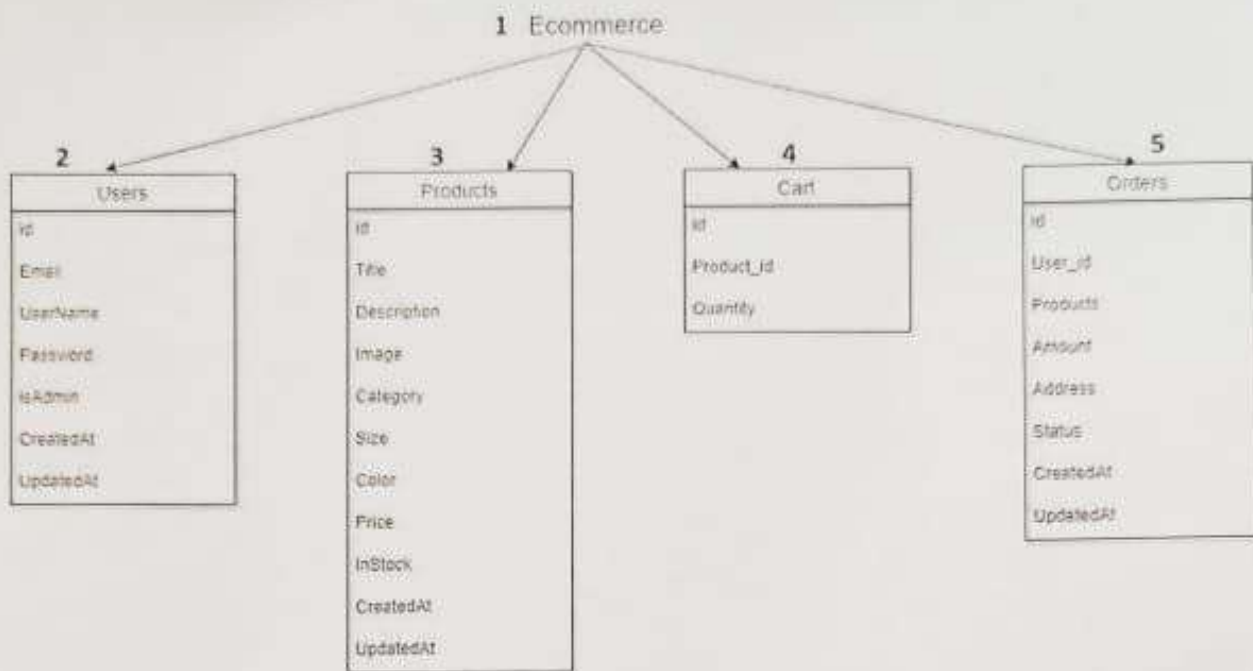 1 Ecommerce
2
Users
Id
Email
UserName
Password
isAdmin
CreatedAt
UpdatedAt
3
Products
Id
Title
Description
Image
Category
Size
Color
Price
InStock
CreatedAt
UpdatedAt
4
Cart
Id
Product_id
Quantity
5
Orders
Id
User_id
Products
Amount
Address
Status
CreatedAt
UpdatedAt